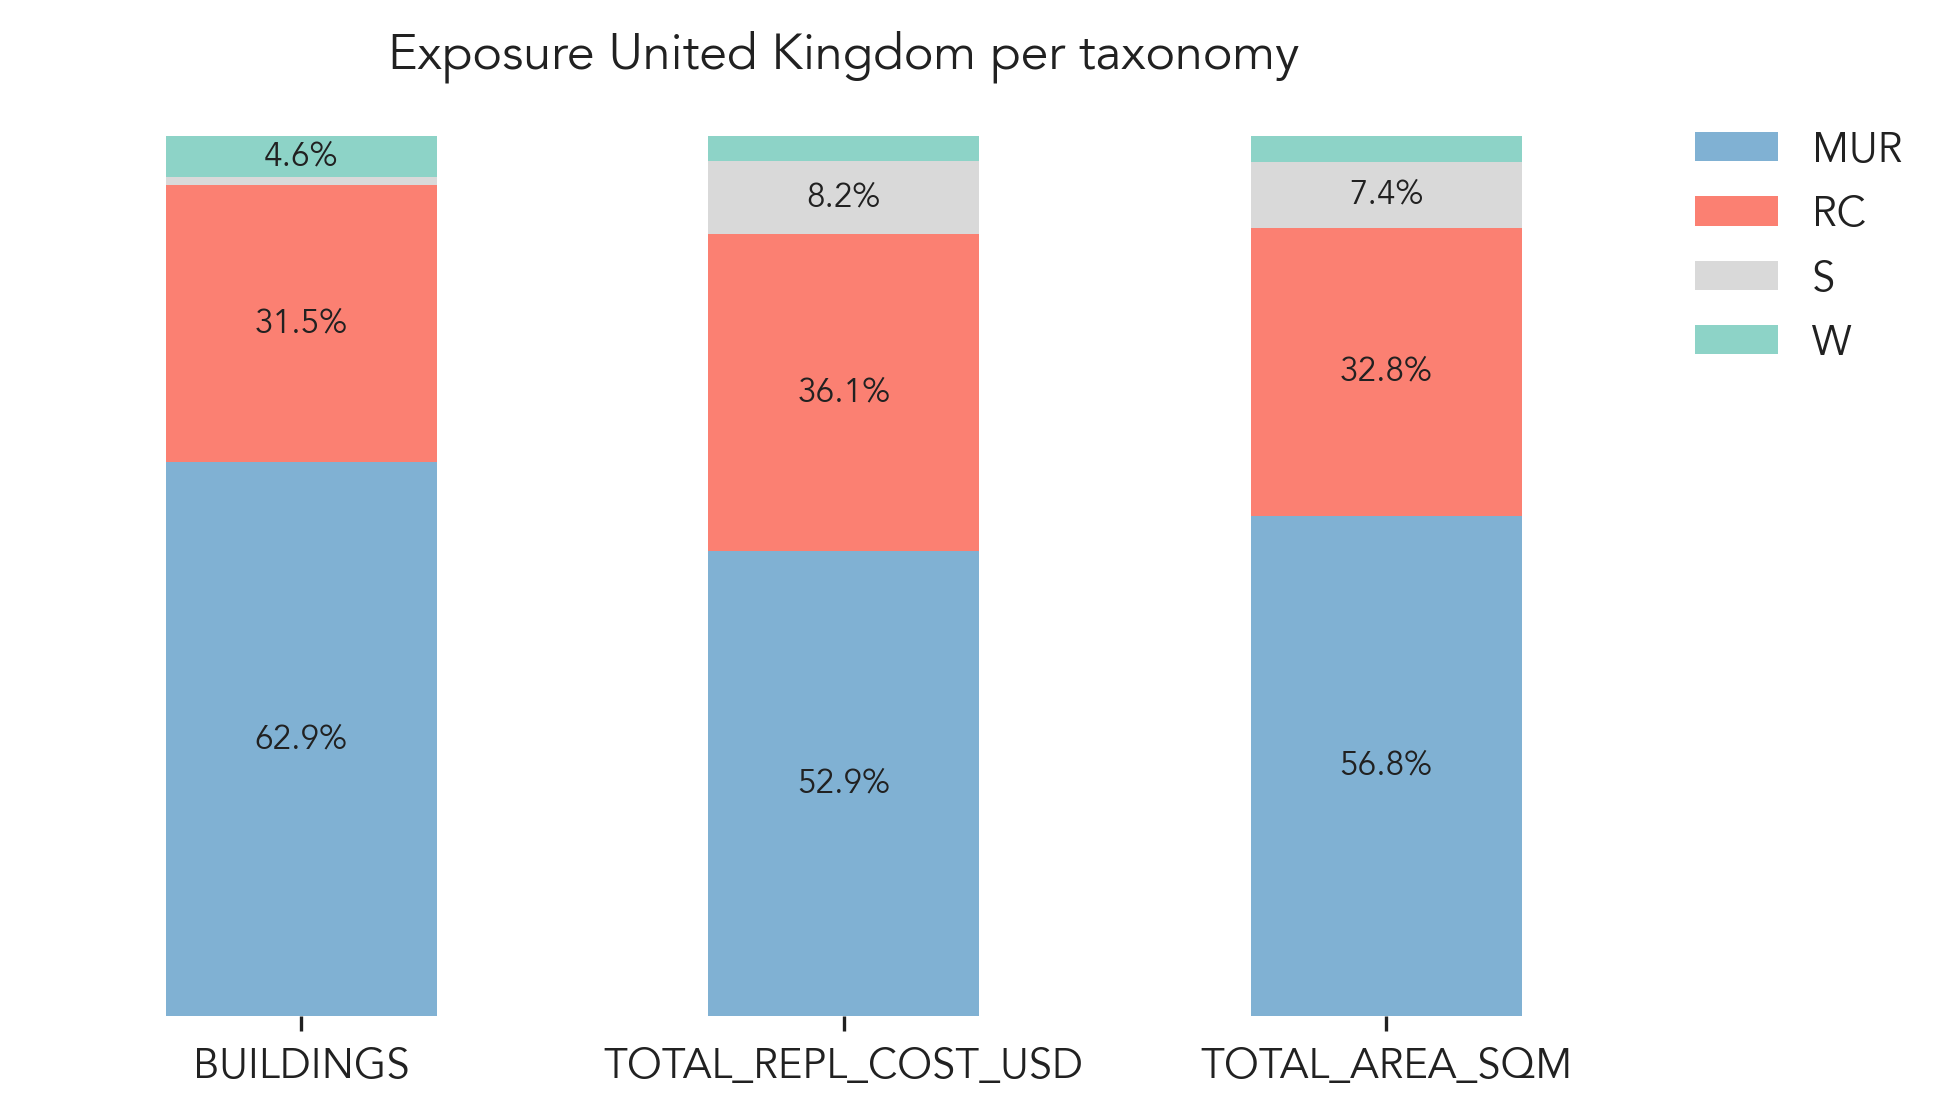 Exposure United Kingdom per taxonomy
4.6%
31.5%
62.9%
8.2%
36.1%
52.9%
7.4%
32.8%
56.8%
MUR
RC
S
W
BUILDINGS
TOTAL_REPL_COST_USD
TOTAL_AREA_SQM